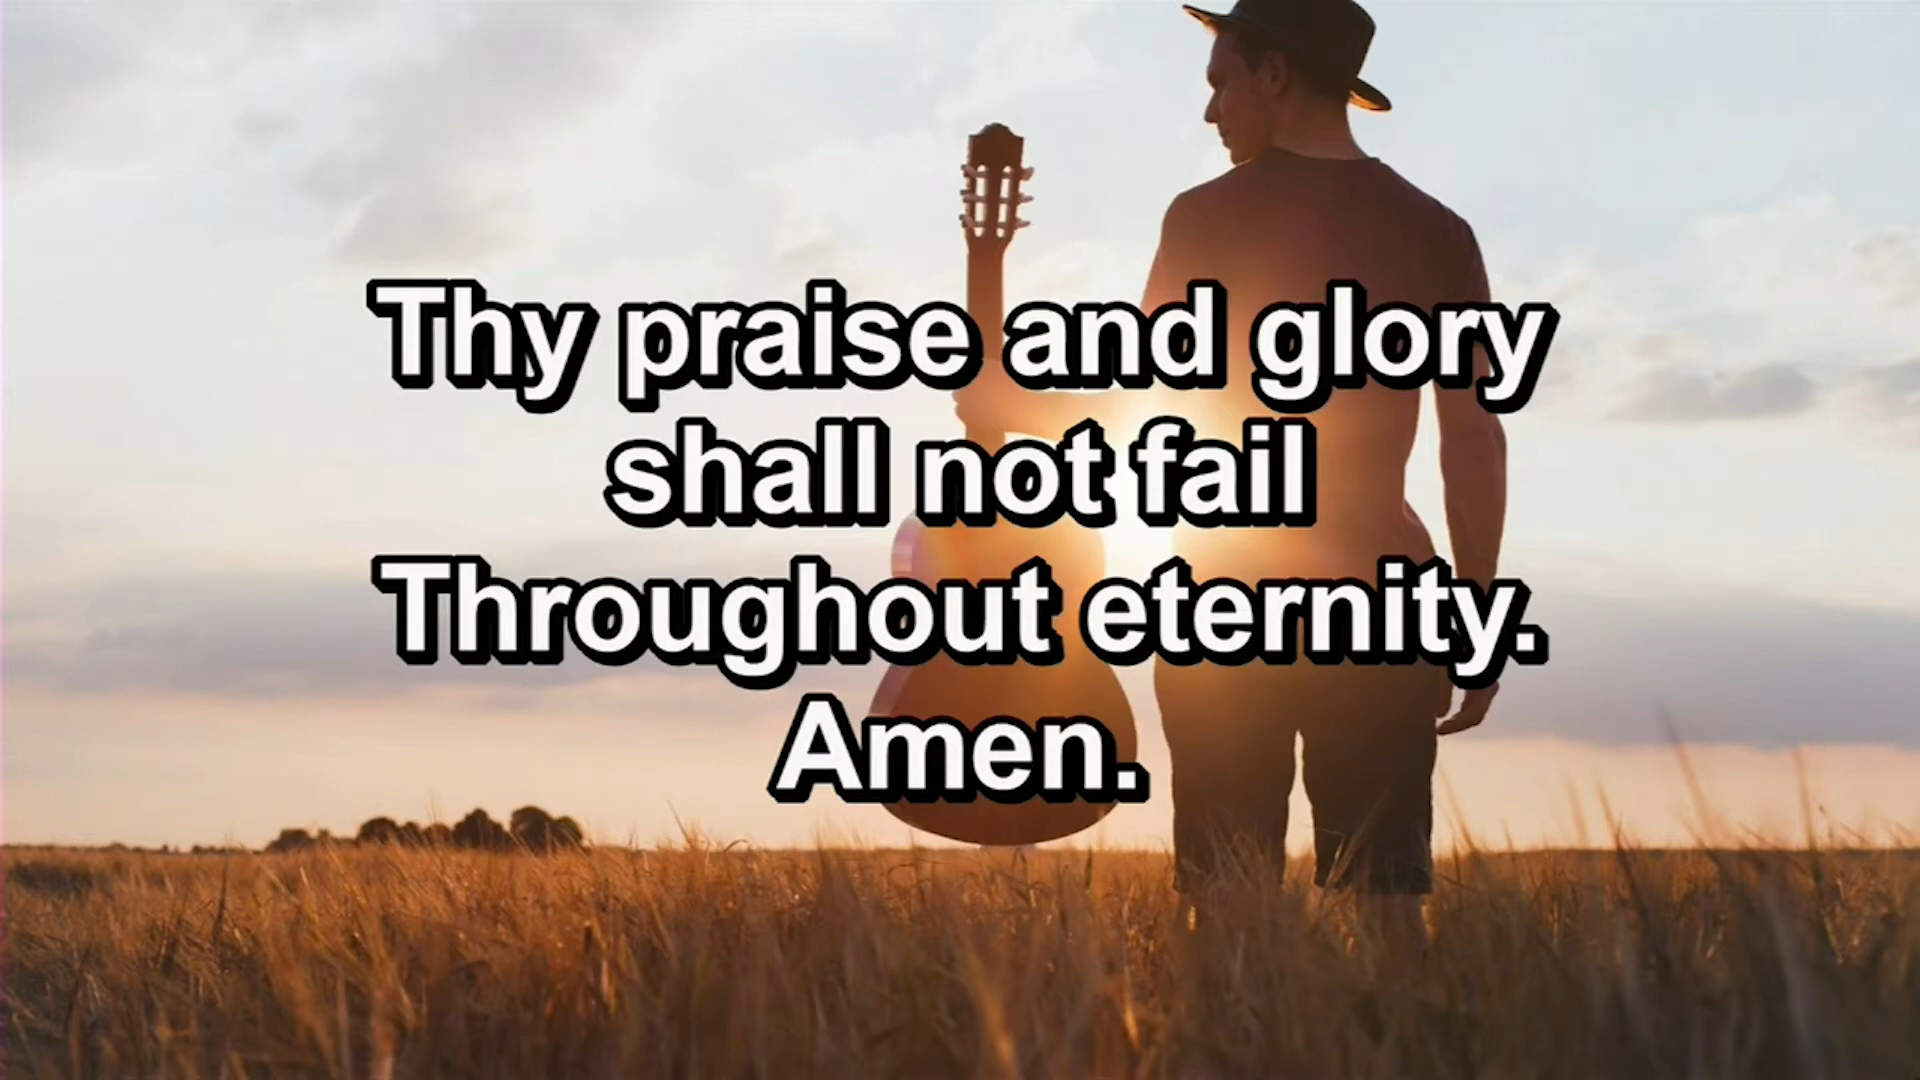 Thy praise and glory
shall not fail
Throughout eternity.
Amen.